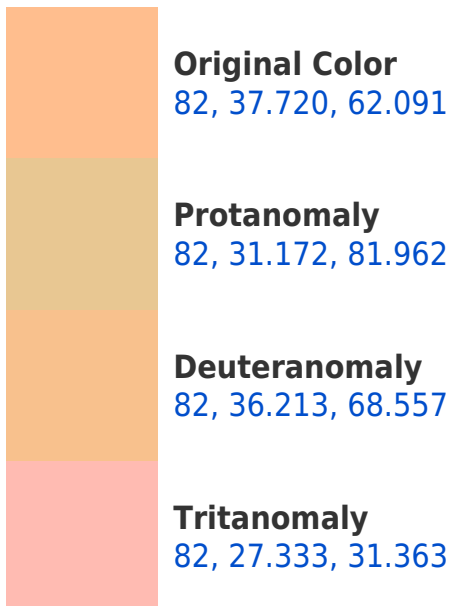 Original Color
82, 37.720, 62.091
Protanomaly
82, 31.172, 81.962
Deuteranomaly
82, 36.213, 68.557
Tritanomaly
82, 27.333, 31.363